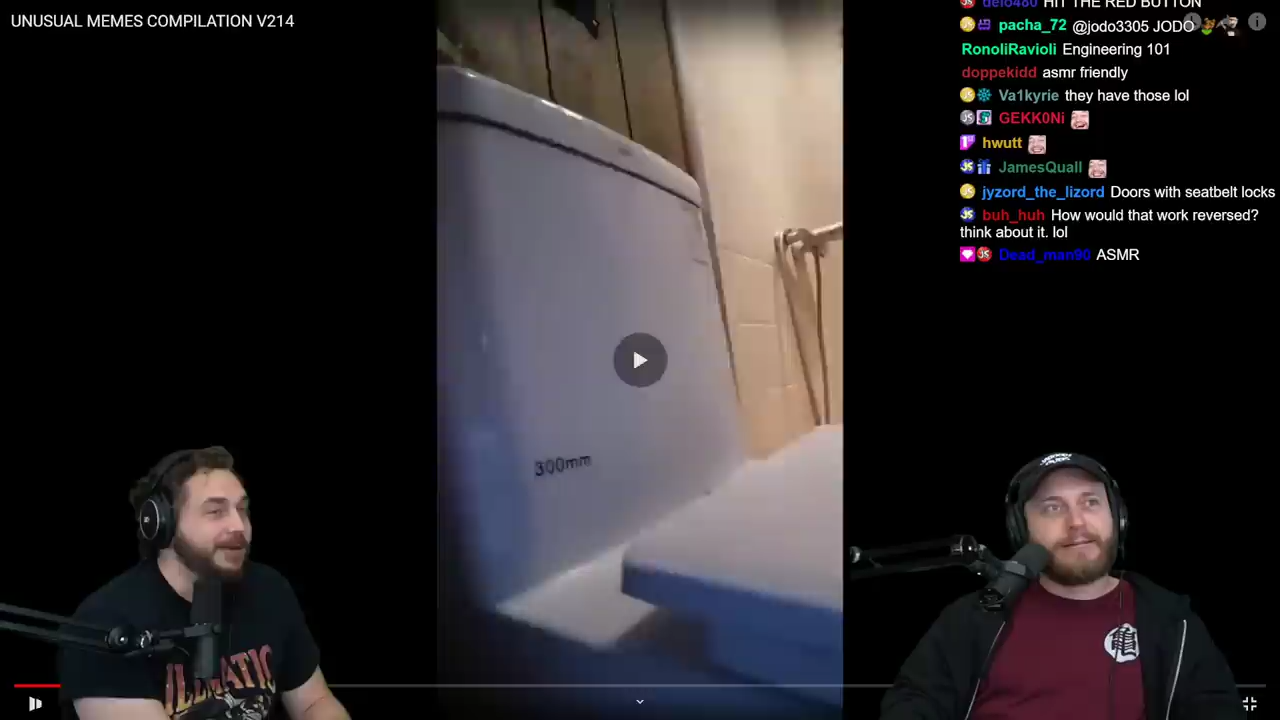 UNUSUAL MEMES COMPILATION V214
delo480 HIT THE RED BUTTON
pacha_72 @jodo3305 JODO
RonoliRavioli Engineering 101
doppekidd asmr friendly
Va1kyrie they have those lol
GEKK0Ni
hwutt
JamesQuall
jyzord_the_lizord Doors with seatbelt locks
buh_huh How would that work reversed?
think about it. lol
Dead_man90 ASMR
300mm